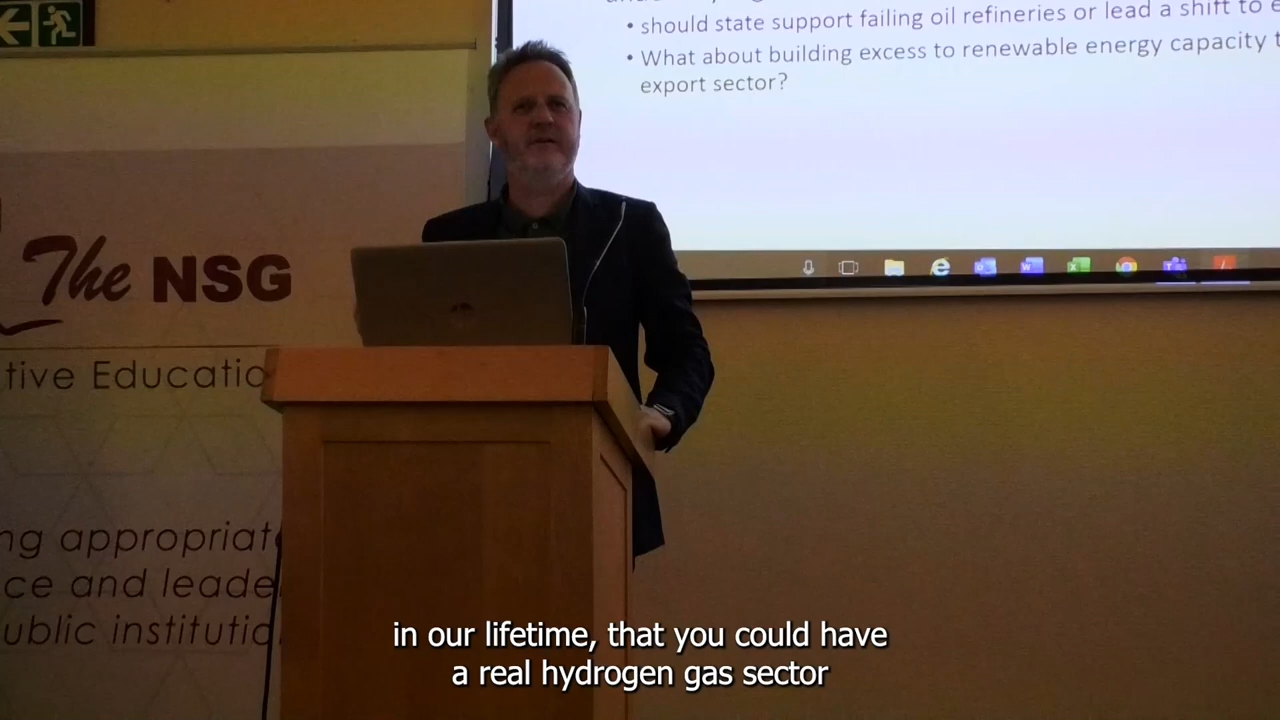 • should state support failing oil refineries or lead a shift to
• What about building excess to renewable energy capacity
export sector?
The NSG
tive Educatio
ng appropriat
ce and leade
ublic institutio
in our lifetime, that you could have
a real hydrogen gas sector